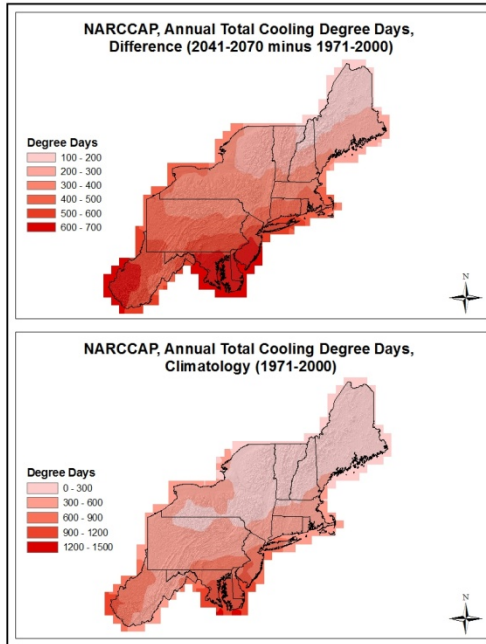 NARCCAP, Annual Total Cooling Degree Days,
Difference (2041-2070 minus 1971-2000)
Degree Days
100 - 200
200 - 300
300 - 400
400 - 500
500 - 600
600 - 700
N
NARCCAP, Annual Total Cooling Degree Days,
Climatology (1971-2000)
Degree Days
0 - 300
300 - 600
600 - 900
900 - 1200
1200 - 1500
N